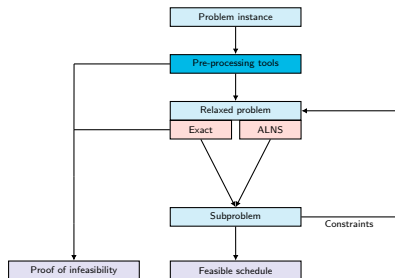 Problem instance
Pre-processing tools
Relaxed problem
Exact
ALNS
Subproblem
Constraints
Proof of infeasibility
Feasible schedule